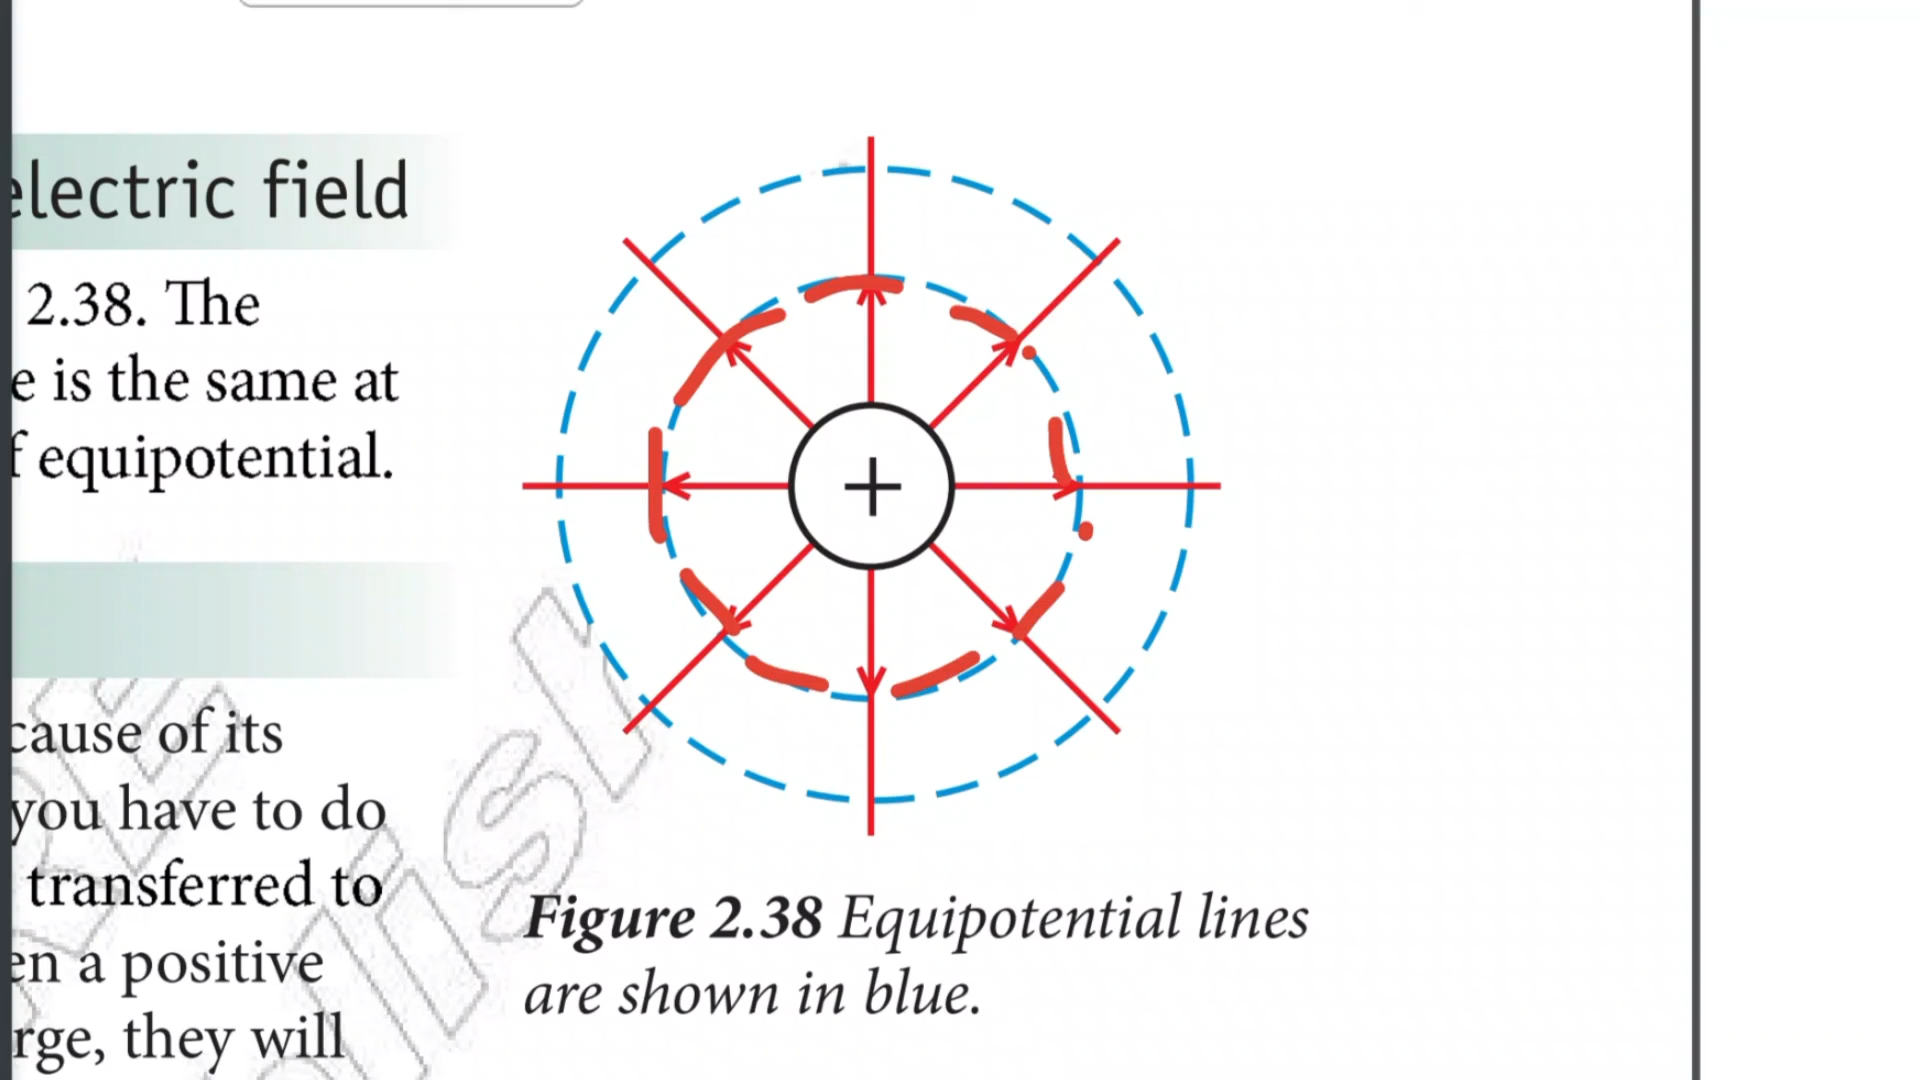 electric field
2.38. The
e is the same at
f equipotential.
cause of its
you have to do
transferred to
en a positive
rge, they will
+
Figure 2.38 Equipotential lines
are shown in blue.